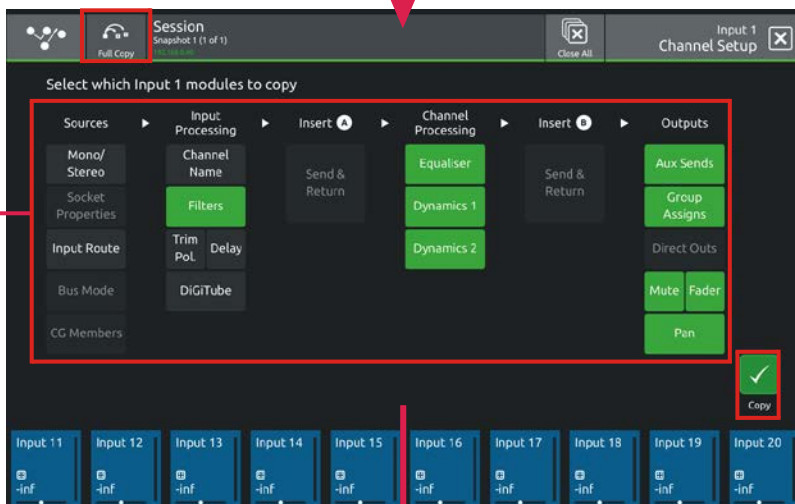 Full Copy
Session
Snapshot 1 (1 of 1)
Close All
Input 1
Channel Setup
Select which Input 1 modules to copy
Sources
Input
Processing
Insert A
Channel
Processing
Insert B
Outputs
Mono/
Stereo
Channel
Name
Send &
Return
Equaliser
Send &
Return
Aux Sends
Socket
Properties
Filters
Dynamics 1
Group
Assigns
Input Route
Trim
Pol.
Delay
Dynamics 2
Direct Outs
Bus Mode
DiGiTube
Mute
Fader
CG Members
Pan
Copy
Input 11
Input 12
Input 13
Input 14
Input 15
Input 16
Input 17
Input 18
Input 19
Input 20
-inf
-inf
-inf
-inf
-inf
-inf
-inf
-inf
-inf
-inf